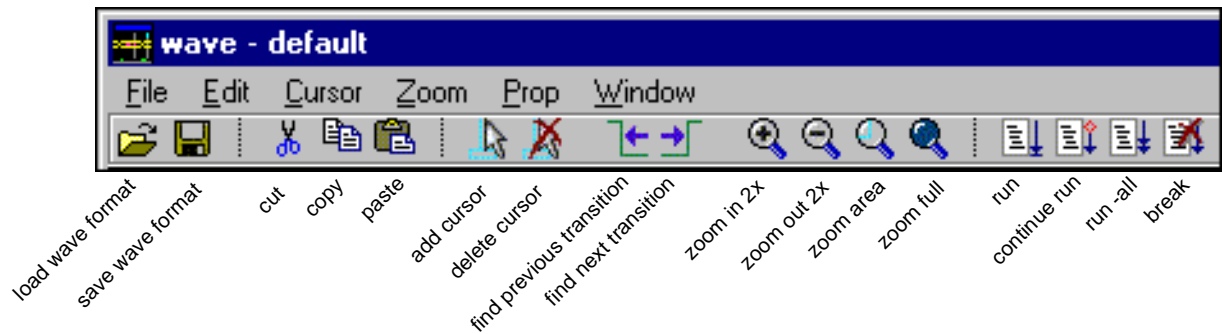 wave - default
File Edit Cursor Zoom Prop Window
load wave format
save wave format
cut
copy
paste
add cursor
delete cursor
find previous transition
find next transition
zoom in 2x
zoom out 2x
zoom area
zoom full
run
continue run
run -all
break